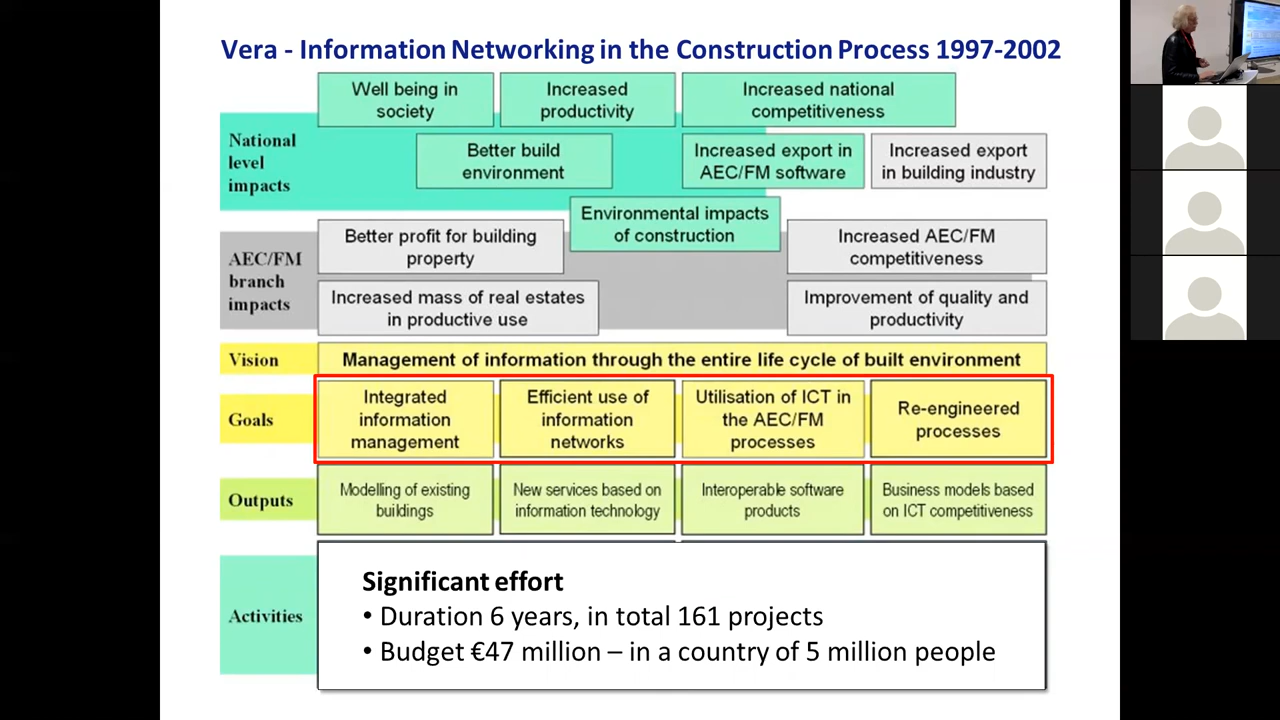 Vera - Information Networking in the Construction Process 1997-2002
Well being in
society
Increased
productivity
Increased national
competitiveness
National
level
impacts
Better build
environment
Increased export in
AEC/FM software
Increased export
in building industry
Environmental impacts
of construction
AEC/FM
branch
impacts
Better profit for building
property
Increased AEC/FM
competitiveness
Increased mass of real estates
in productive use
Improvement of quality and
productivity
Vision
Management of information through the entire life cycle of built environment
Goals
Integrated
information
management
Efficient use of
information
networks
Utilisation of ICT in
the AEC/FM
processes
Re-engineered
processes
Outputs
Modelling of existing
buildings
New services based on
information technology
Interoperable software
products
Business models based
on ICT competitiveness
Activities
Significant effort
• Duration 6 years, in total 161 projects
• Budget €47 million – in a country of 5 million people